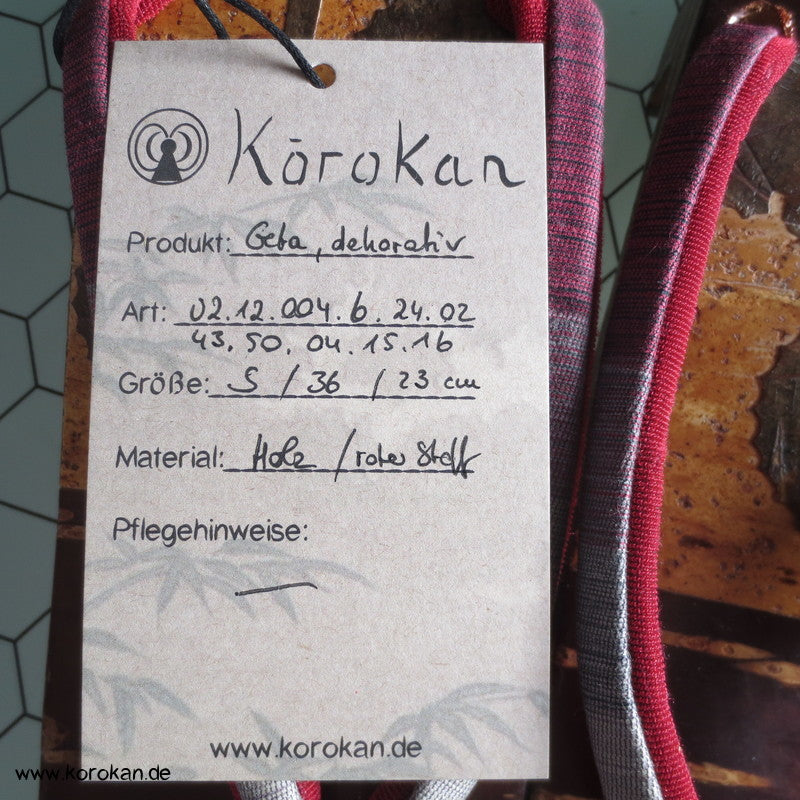 Kōrokan
Produkt: Geta, dekorativ
Art: 02.12.004.6.24.02
43.50.04.15.16
Größe: S / 36 / 23 cm
Material: Holz / roter Stoff
Pflegehinweise: —
www.korokan.de
www.korokan.de